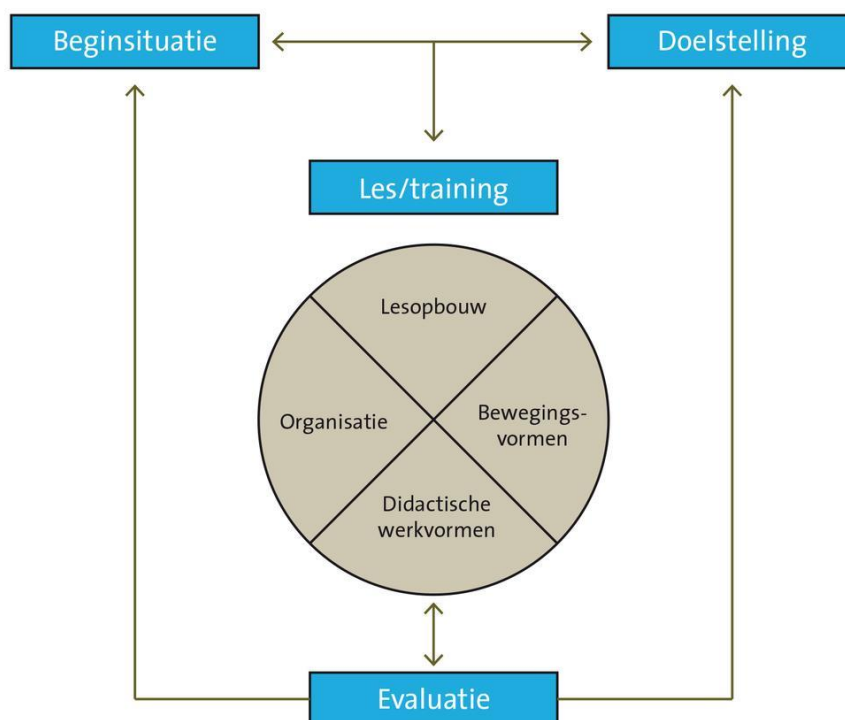 Beginsituatie
Doelstelling
Les/training
Lesopbouw
Organisatie
Bewegings-
vormen
Didactische
werkvormen
Evaluatie